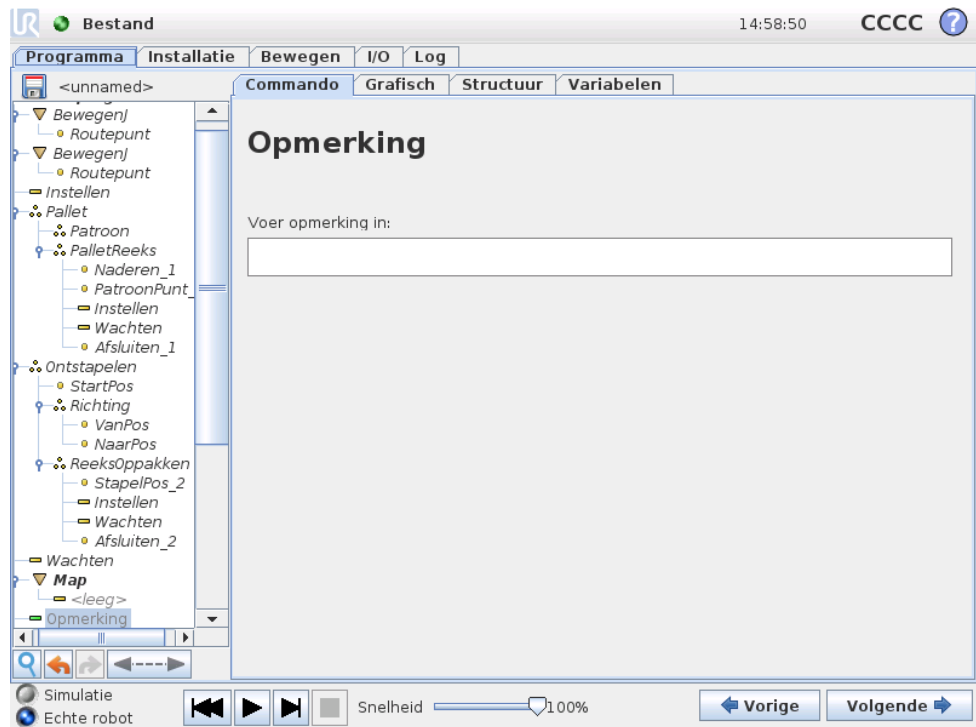 UR Bestand 14:58:50 CCCC ?
Programma Installatie Bewegen I/O Log
<unnamed> Commando Grafisch Structuur Variabelen
BewegenJ
Routepunt
BewegenJ
Routepunt
Instellen
Pallet
Patroon
PalletReeks
Naderen_1
PatroonPunt_
Instellen
Wachten
Afsluiten_1
Ontstapelen
StartPos
Richting
VanPos
NaarPos
ReeksOppakken
StapelPos_2
Instellen
Wachten
Afsluiten_2
Wachten
Map
<leeg>
Opmerking
Opmerking
Voer opmerking in:
Simulatie
Echte robot
Snelheid 100%
Vorige Volgende